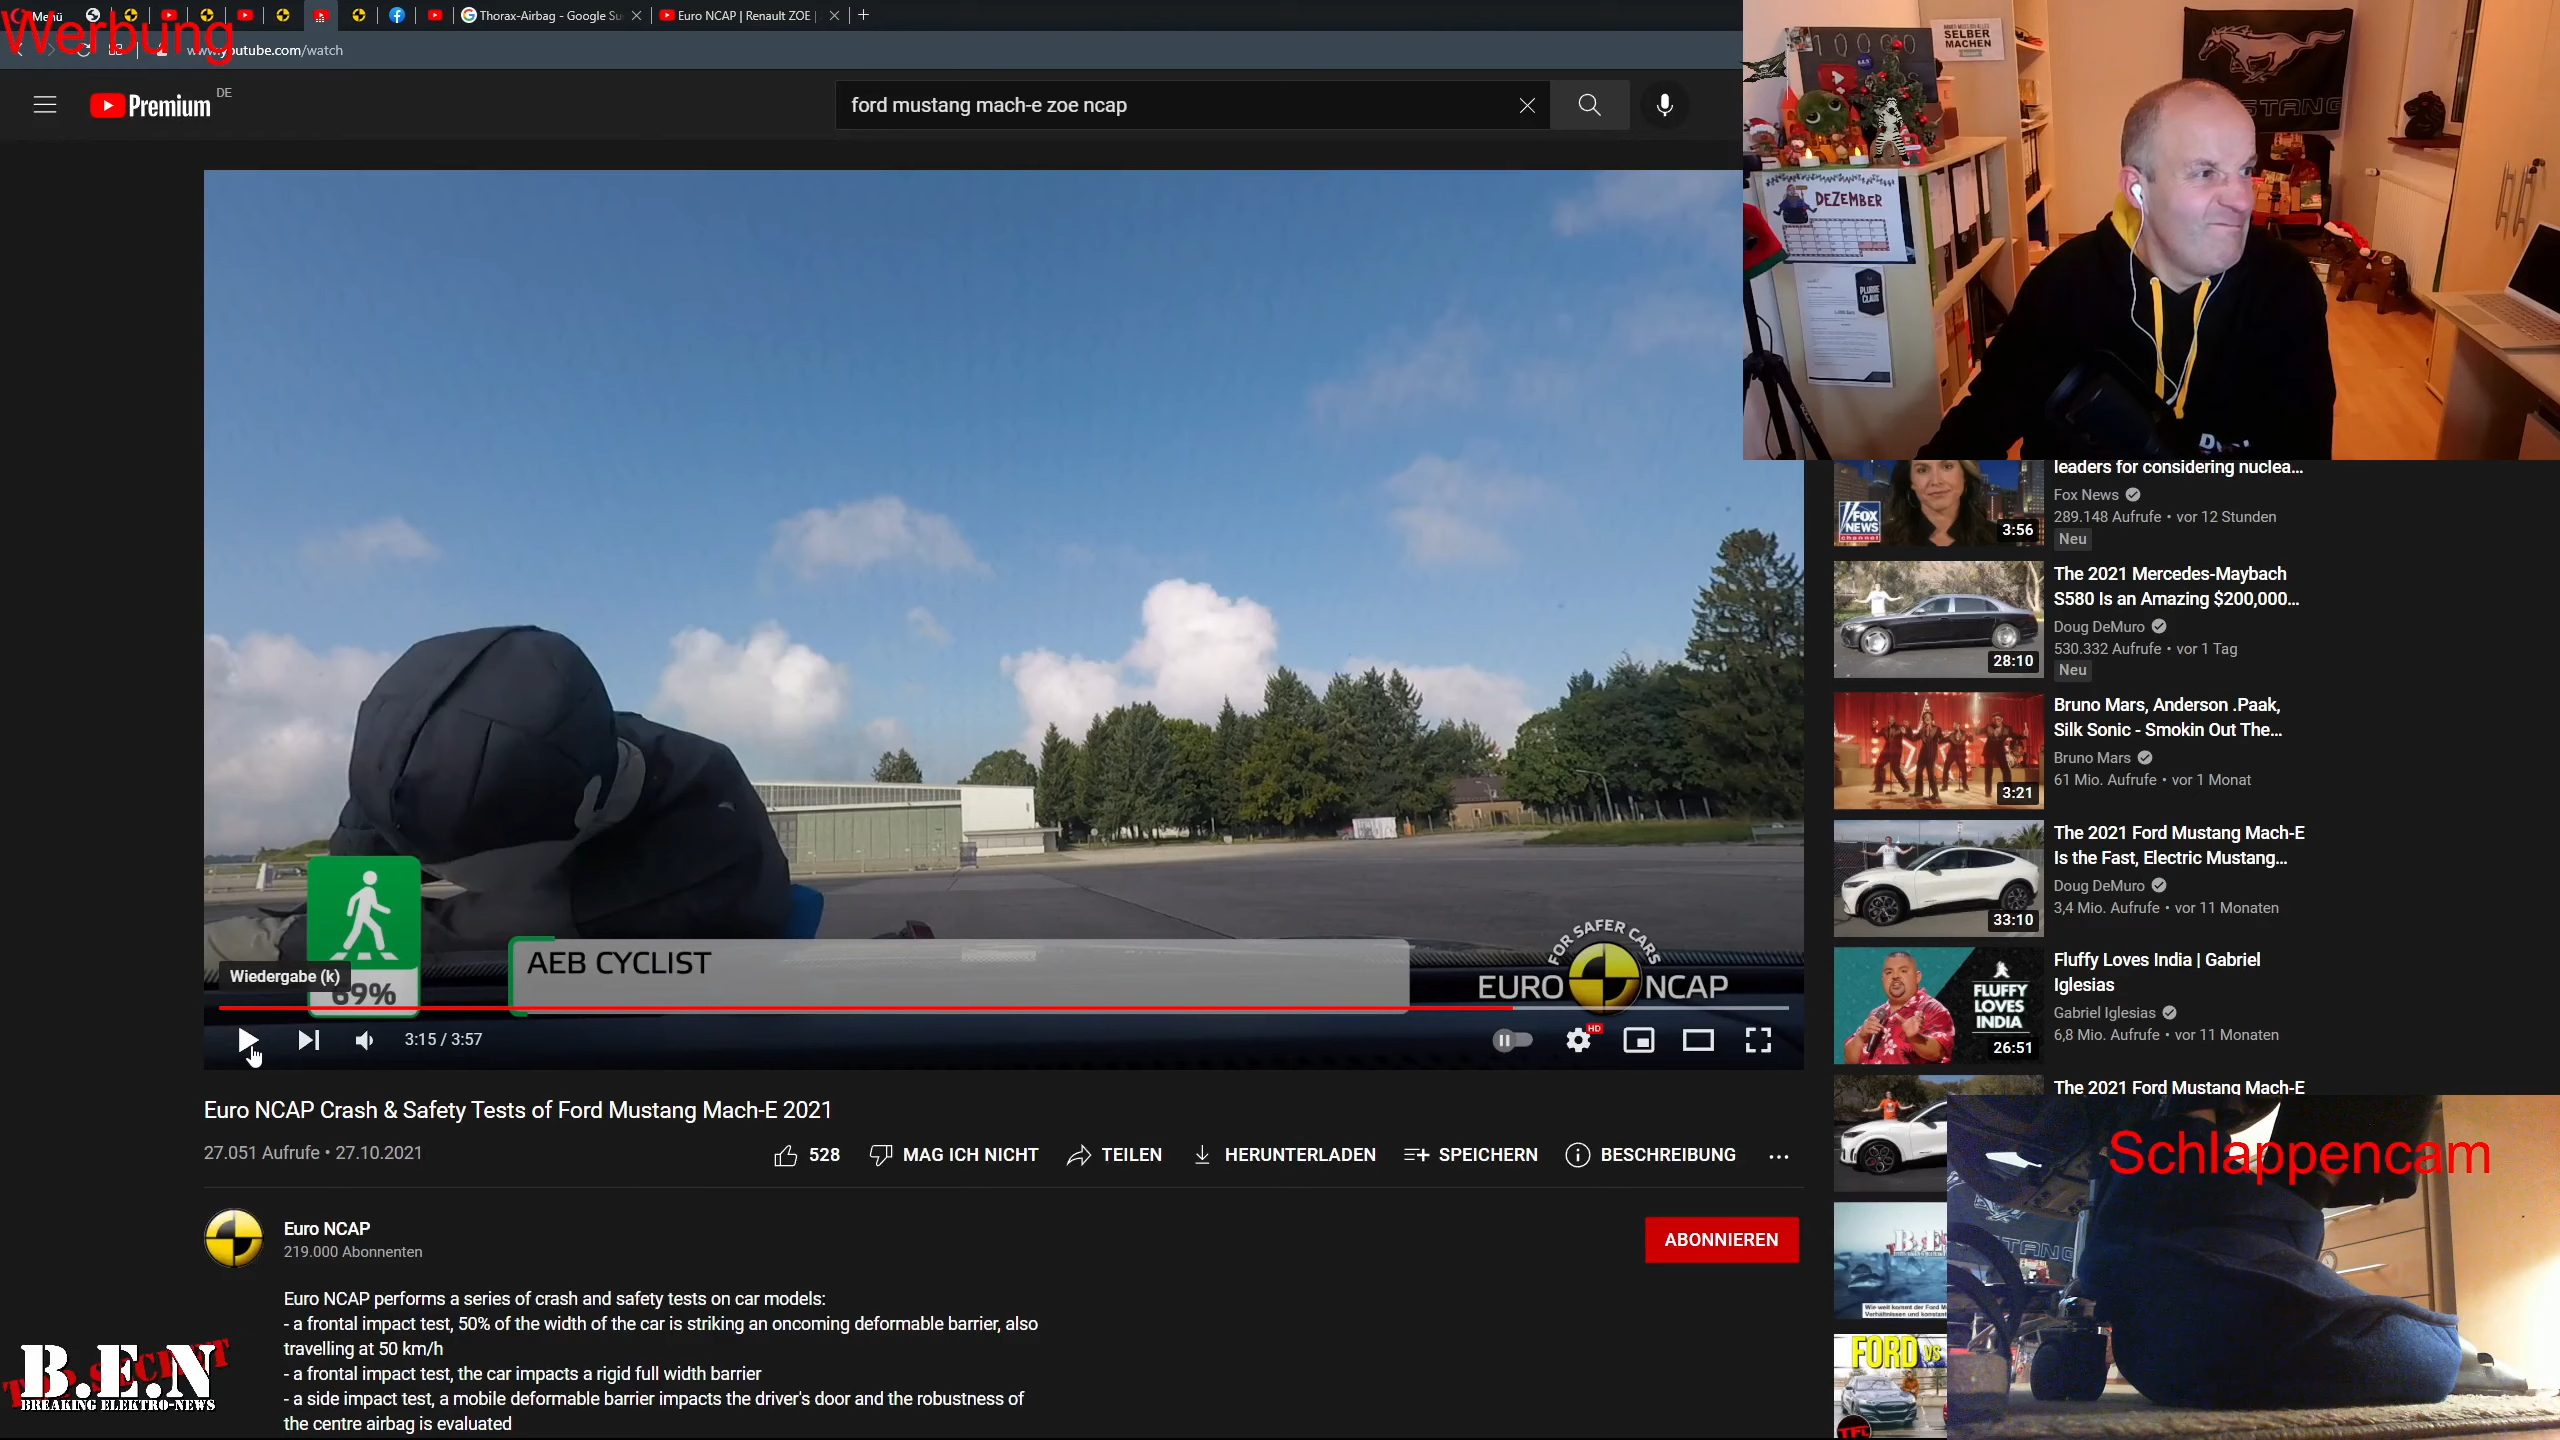 Werbung
Menü
Thorax-Airbag - Google Su
Euro NCAP | Renault ZOE |
www.youtube.com/watch
Premium
DE
ford mustang mach-e zoe ncap
10000
SELBER
MACHEN
MUSTANG
DEZEMBER
AEB CYCLIST
FOR SAFER CARS
EURO NCAP
69%
Wiedergabe (k)
3:15 / 3:57
HD
Euro NCAP Crash & Safety Tests of Ford Mustang Mach-E 2021
27.051 Aufrufe • 27.10.2021
528
MAG ICH NICHT
TEILEN
HERUNTERLADEN
SPEICHERN
BESCHREIBUNG
Euro NCAP
219.000 Abonnenten
ABONNIEREN
Euro NCAP performs a series of crash and safety tests on car models:
- a frontal impact test, 50% of the width of the car is striking an oncoming deformable barrier, also
travelling at 50 km/h
- a frontal impact test, the car impacts a rigid full width barrier
- a side impact test, a mobile deformable barrier impacts the driver's door and the robustness of
the centre airbag is evaluated
B.E.N
BREAKING ELEKTRO-NEWS
leaders for considering nuclea...
Fox News
289.148 Aufrufe • vor 12 Stunden
Neu
FOX
NEWS
channel
3:56
The 2021 Mercedes-Maybach
S580 Is an Amazing $200,000...
Doug DeMuro
530.332 Aufrufe • vor 1 Tag
Neu
28:10
Bruno Mars, Anderson .Paak,
Silk Sonic - Smokin Out The...
Bruno Mars
61 Mio. Aufrufe • vor 1 Monat
3:21
The 2021 Ford Mustang Mach-E
Is the Fast, Electric Mustang...
Doug DeMuro
3,4 Mio. Aufrufe • vor 11 Monaten
33:10
Fluffy Loves India | Gabriel
Iglesias
Gabriel Iglesias
6,8 Mio. Aufrufe • vor 11 Monaten
FLUFFY
LOVES
INDIA
26:51
The 2021 Ford Mustang Mach-E
Schlappencam
FORD VS